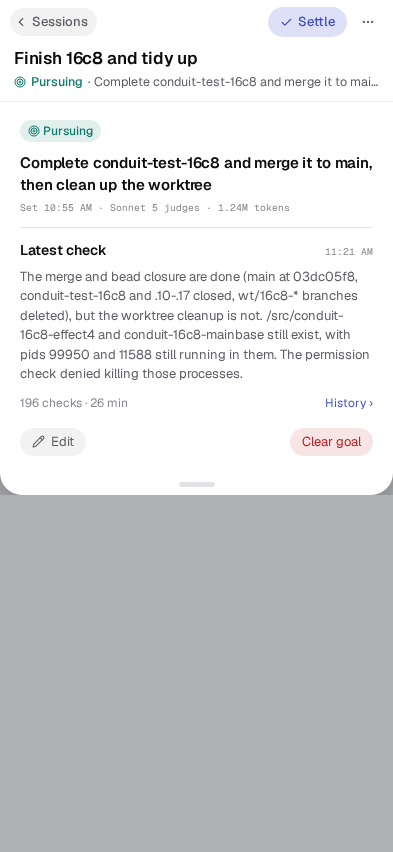 Sessions
Settle
Finish 16c8 and tidy up
Pursuing · Complete conduit-test-16c8 and merge it to mai…
Pursuing
Complete conduit-test-16c8 and merge it to main,
then clean up the worktree
Set 10:55 AM · Sonnet 5 judges · 1.24M tokens
Latest check
11:21 AM
The merge and bead closure are done (main at 03dc05f8,
conduit-test-16c8 and .10-.17 closed, wt/16c8-* branches
deleted), but the worktree cleanup is not. /src/conduit-
16c8-effect4 and conduit-16c8-mainbase still exist, with
pids 99950 and 11588 still running in them. The permission
check denied killing those processes.
196 checks · 26 min
History ›
Edit
Clear goal